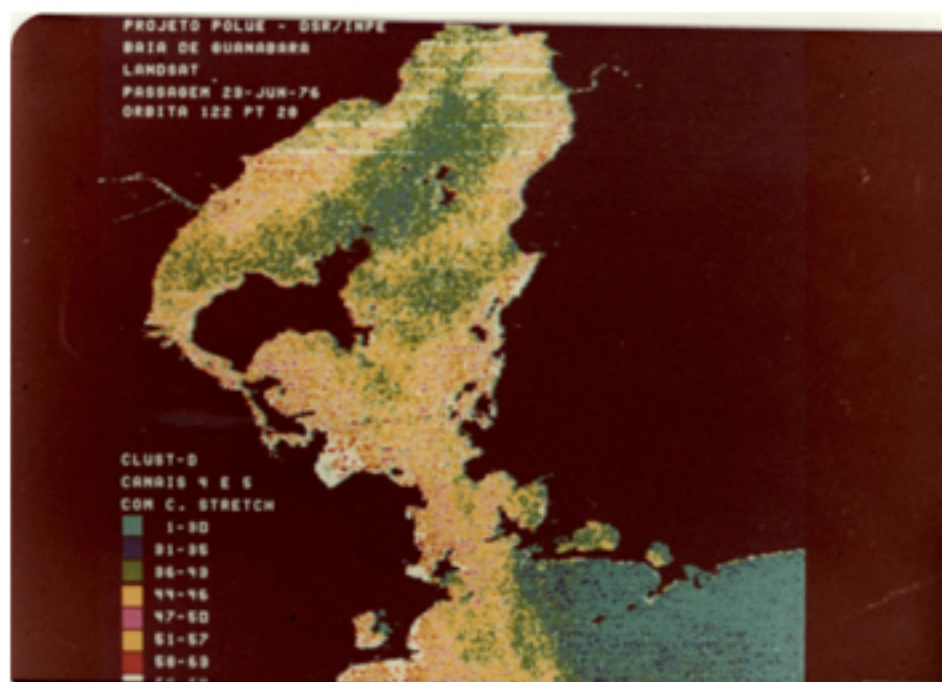 PROJETO POLUE - DSR/INPE
BAIA DE GUANABARA
LANDSAT
PASSAGEM 23-JUN-76
ORBITA 122 PT 28
CLUST-D
CANAIS 4 E 5
COM C. STRETCH
1-30
31-35
36-43
44-46
47-50
51-57
58-63